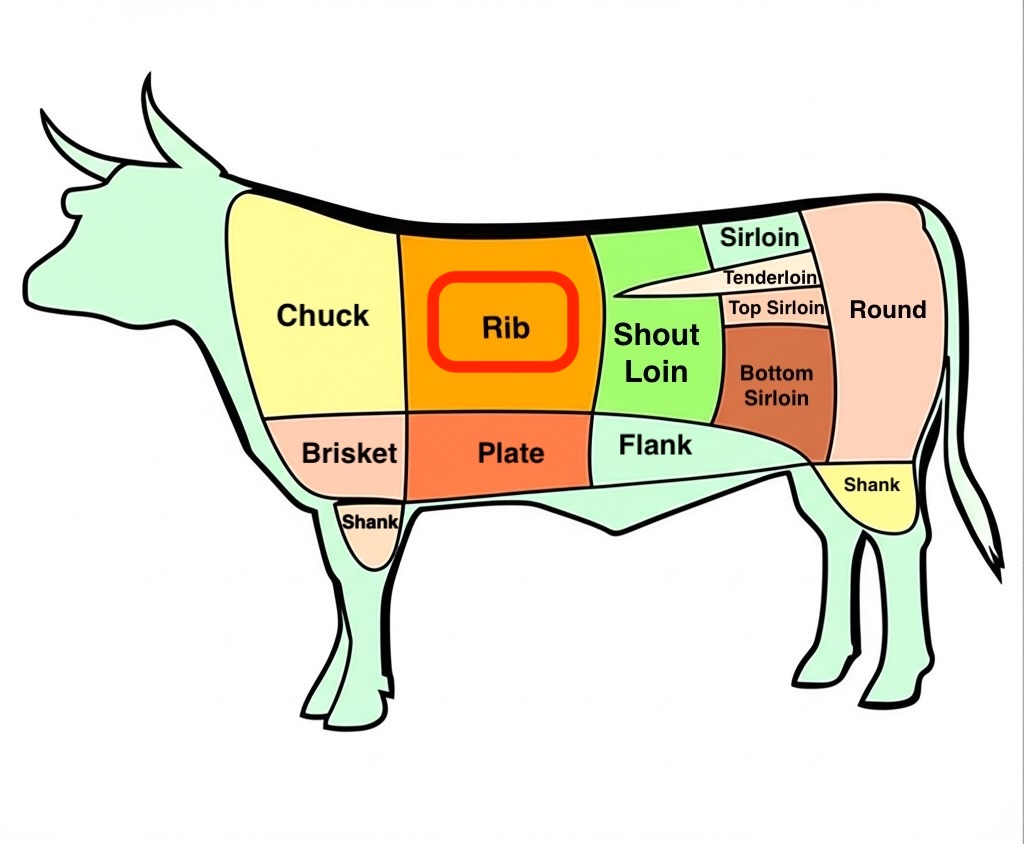 Sirloin
Tenderloin
Top Sirloin
Chuck
Rib
Shout
Loin
Round
Bottom
Sirloin
Brisket
Plate
Flank
Shank
Shank